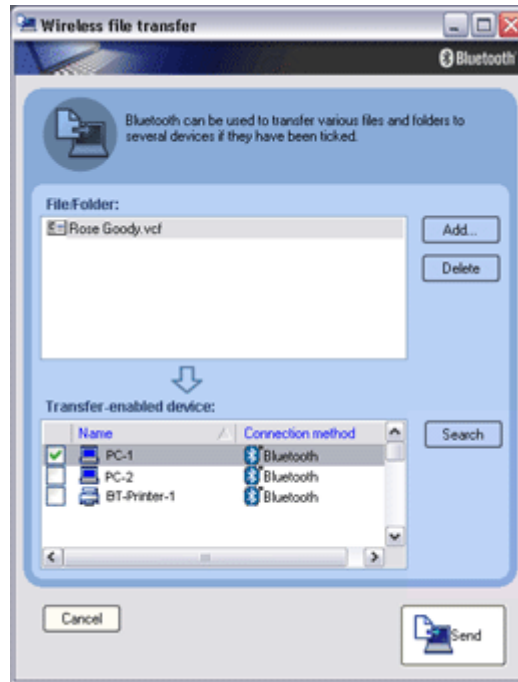 Wireless file transfer
Bluetooth
Bluetooth can be used to transfer various files and folders to
several devices if they have been ticked.
File/Folder:
Rose Goody.vcf
Add...
Delete
Transfer-enabled device:
Name Connection method
Search
PC-1 Bluetooth
PC-2 Bluetooth
BT-Printer-1 Bluetooth
Cancel
Send